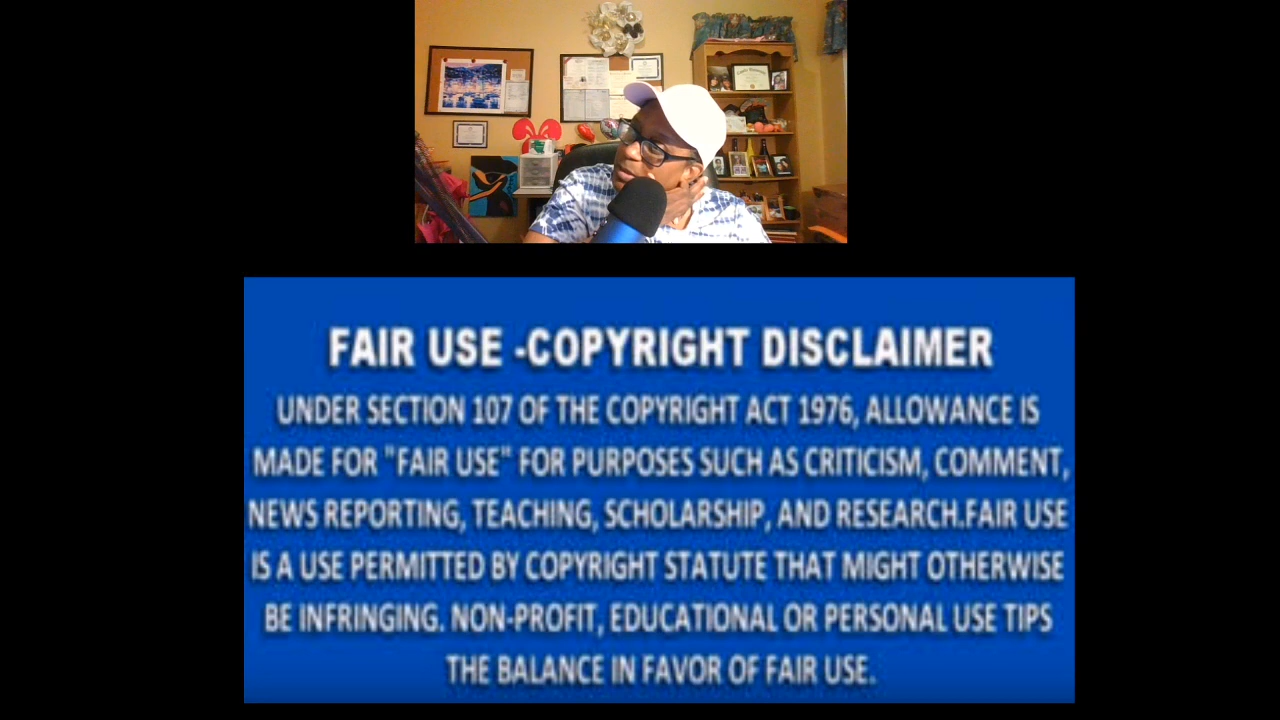 FAIR USE -COPYRIGHT DISCLAIMER
UNDER SECTION 107 OF THE COPYRIGHT ACT 1976, ALLOWANCE IS
MADE FOR "FAIR USE" FOR PURPOSES SUCH AS CRITICISM, COMMENT,
NEWS REPORTING, TEACHING, SCHOLARSHIP, AND RESEARCH.FAIR USE
IS A USE PERMITTED BY COPYRIGHT STATUTE THAT MIGHT OTHERWISE
BE INFRINGING. NON-PROFIT, EDUCATIONAL OR PERSONAL USE TIPS
THE BALANCE IN FAVOR OF FAIR USE.